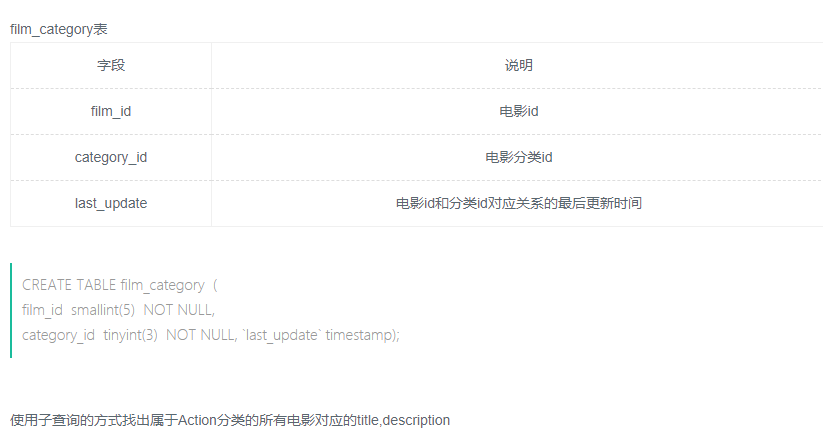 film_category表
字段 说明
film_id 电影id
category_id 电影分类id
last_update 电影id和分类id对应关系的最后更新时间
CREATE TABLE film_category (
film_id smallint(5) NOT NULL,
category_id tinyint(3) NOT NULL, `last_update` timestamp);
使用子查询的方式找出属于Action分类的所有电影对应的title,description